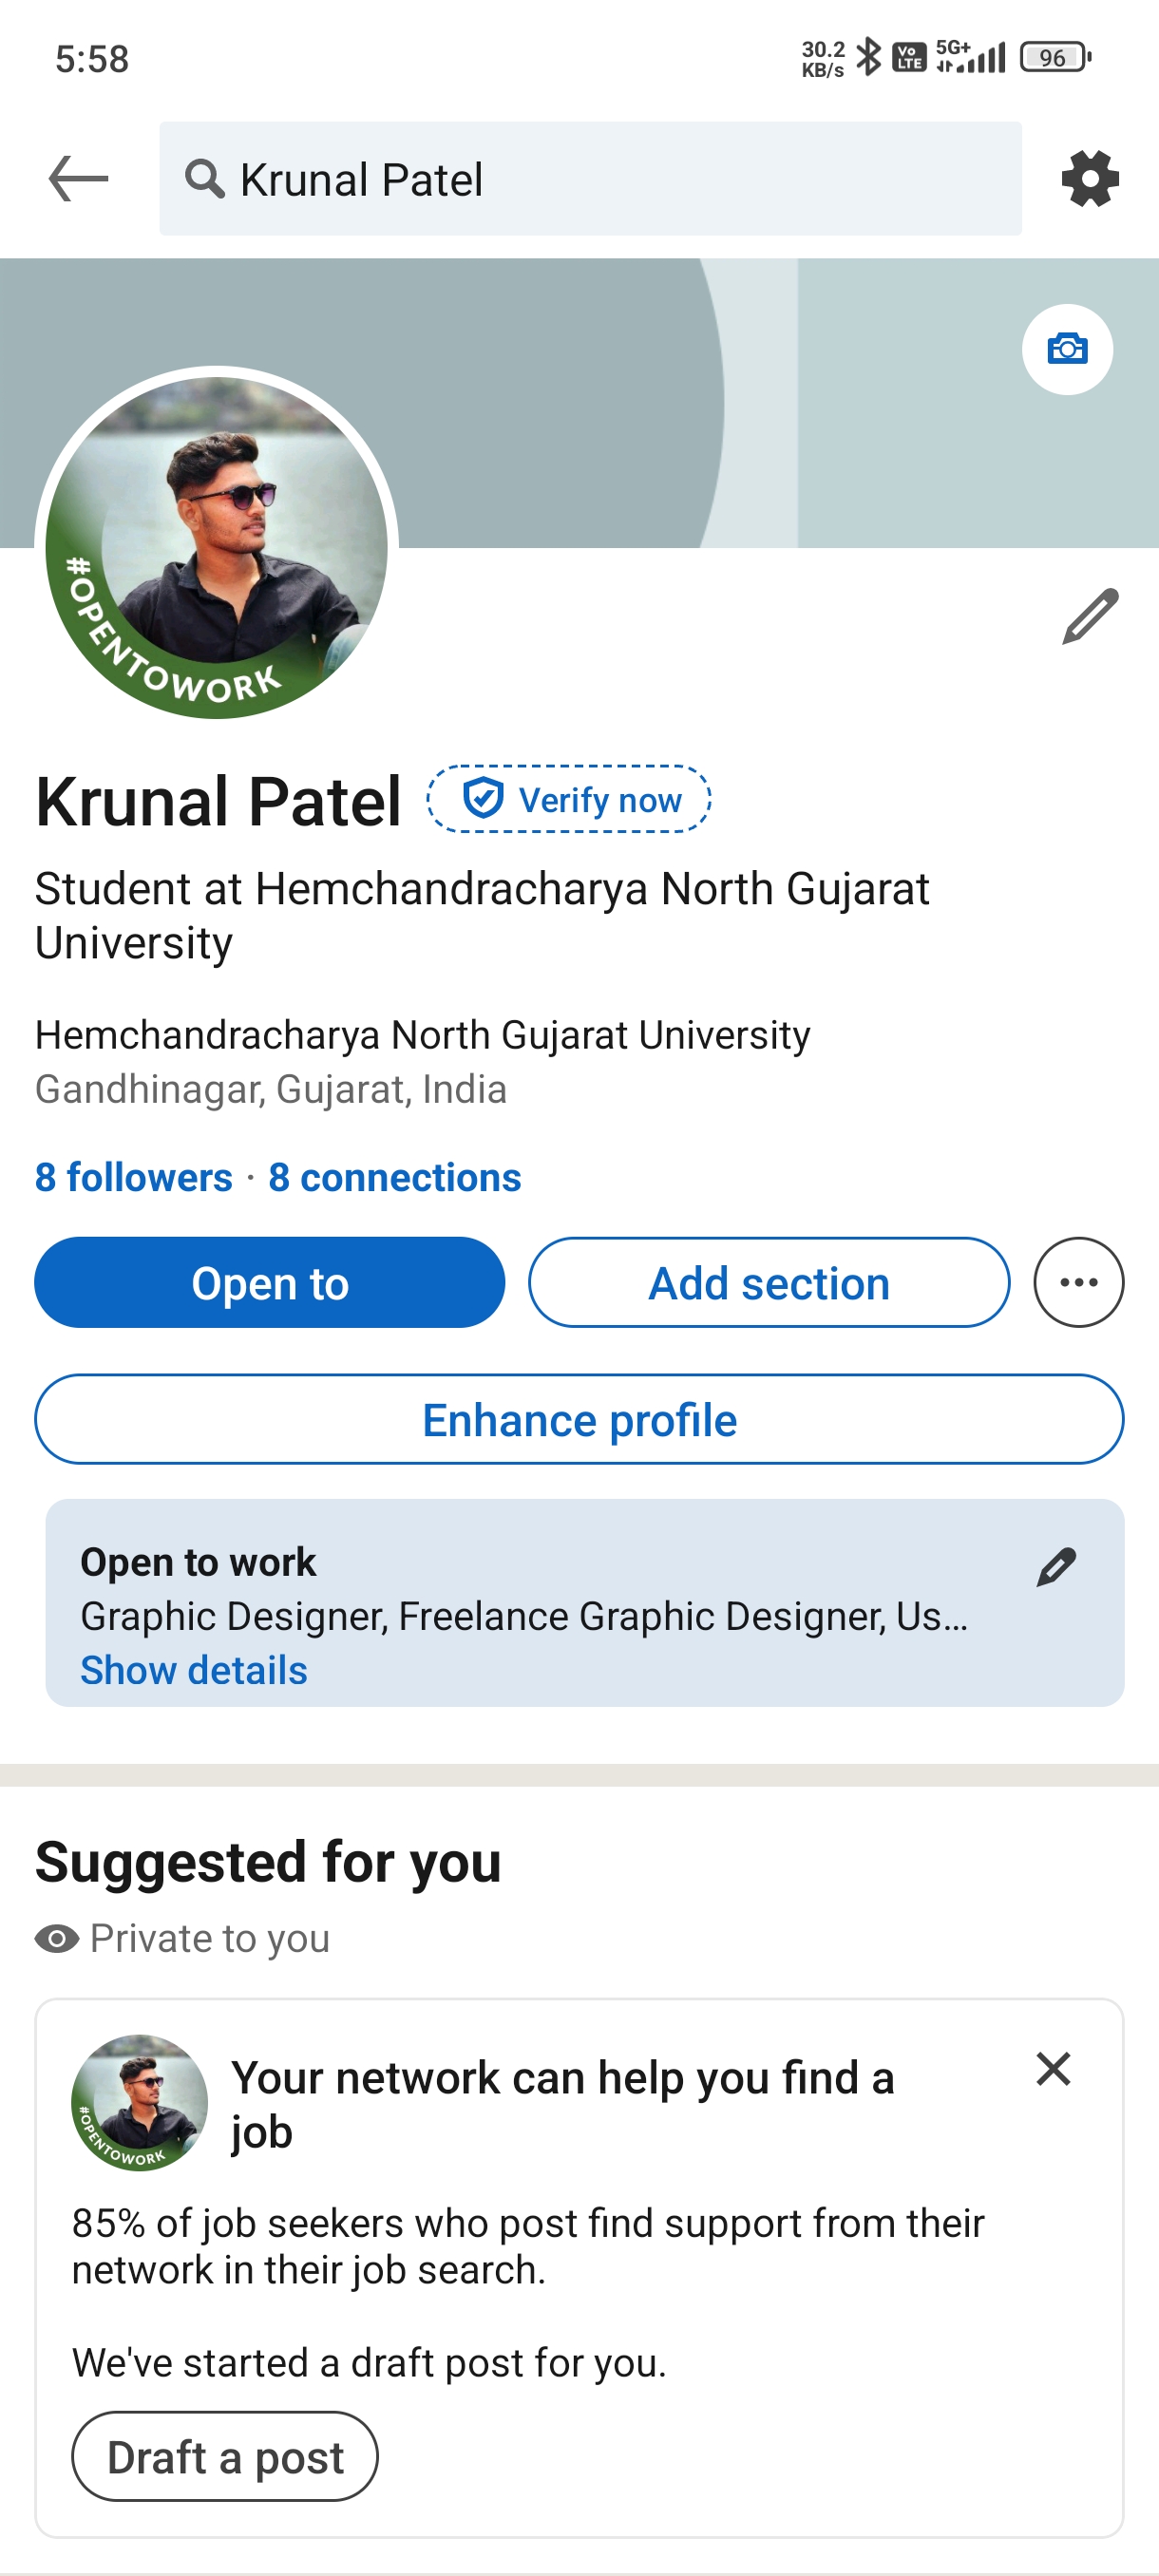 5:58
30.2 KB/s Vo LTE 5G+ 96
Krunal Patel
#OPENTOWORK
Krunal Patel Verify now
Student at Hemchandracharya North Gujarat
University
Hemchandracharya North Gujarat University
Gandhinagar, Gujarat, India
8 followers · 8 connections
Open to Add section
Enhance profile
Open to work
Graphic Designer, Freelance Graphic Designer, Us...
Show details
Suggested for you
Private to you
#OPENTOWORK
Your network can help you find a
job
85% of job seekers who post find support from their
network in their job search.
We've started a draft post for you.
Draft a post